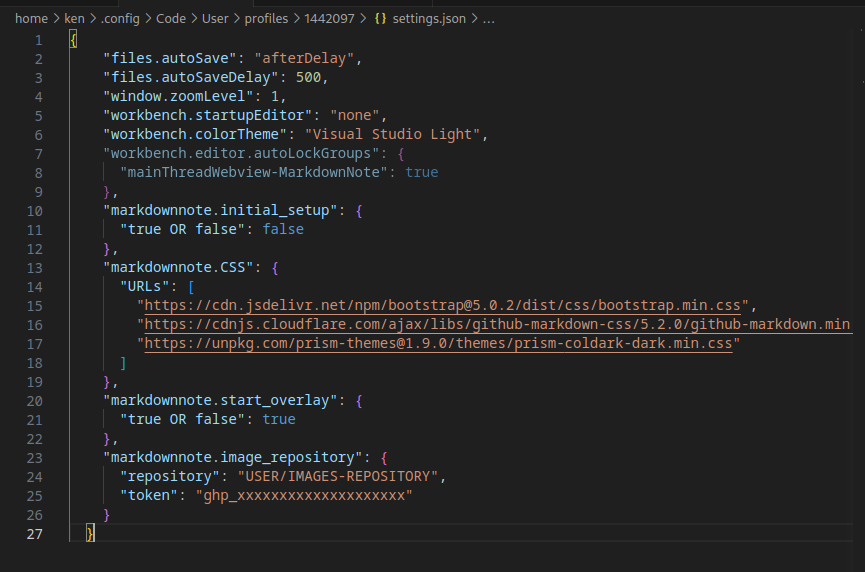 home > ken > .config > Code > User > profiles > 1442097 > {} settings.json > ...
1 {
2 "files.autoSave": "afterDelay",
3 "files.autoSaveDelay": 500,
4 "window.zoomLevel": 1,
5 "workbench.startupEditor": "none",
6 "workbench.colorTheme": "Visual Studio Light",
7 "workbench.editor.autoLockGroups": {
8 "mainThreadWebview-MarkdownNote": true
9 },
10 "markdownnote.initial_setup": {
11 "true OR false": false
12 },
13 "markdownnote.CSS": {
14 "URLs": [
15 "https://cdn.jsdelivr.net/npm/bootstrap@5.0.2/dist/css/bootstrap.min.css",
16 "https://cdnjs.cloudflare.com/ajax/libs/github-markdown-css/5.2.0/github-markdown.min
17 "https://unpkg.com/prism-themes@1.9.0/themes/prism-coldark-dark.min.css"
18 ]
19 },
20 "markdownnote.start_overlay": {
21 "true OR false": true
22 },
23 "markdownnote.image_repository": {
24 "repository": "USER/IMAGES-REPOSITORY",
25 "token": "ghp_xxxxxxxxxxxxxxxxxxxx"
26 }
27 }